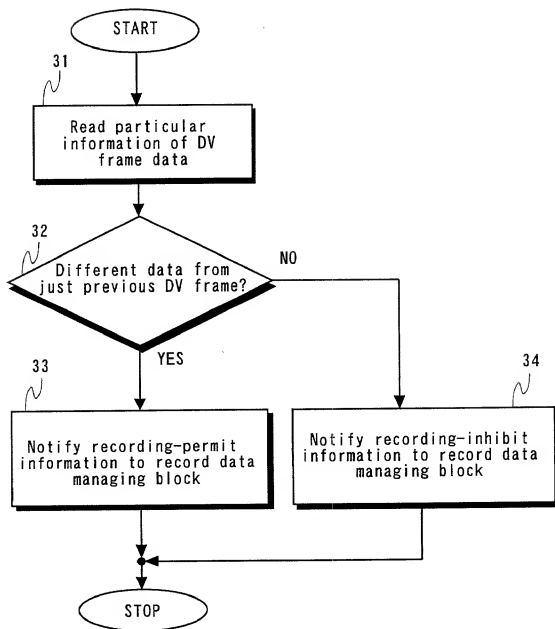 START
31
Read particular
information of DV
frame data
32
Different data from
just previous DV frame?
NO
YES
33
Notify recording-permit
information to record data
managing block
34
Notify recording-inhibit
information to record data
managing block
STOP